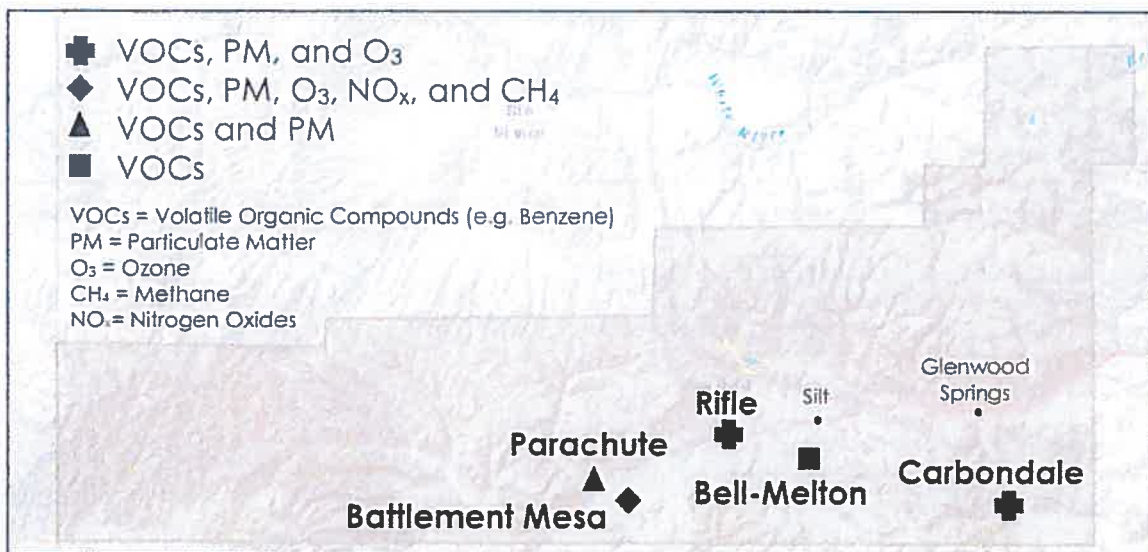 VOCs, PM, and O₃
VOCs, PM, O₃, NOₓ, and CH₄
VOCs and PM
VOCs
VOCs = Volatile Organic Compounds (e.g. Benzene)
PM = Particulate Matter
O₃ = Ozone
CH₄ = Methane
NOₓ = Nitrogen Oxides
White River
Glenwood
Springs
Rifle
Silt
Parachute
Carbondale
Bell-Melton
Battlement Mesa